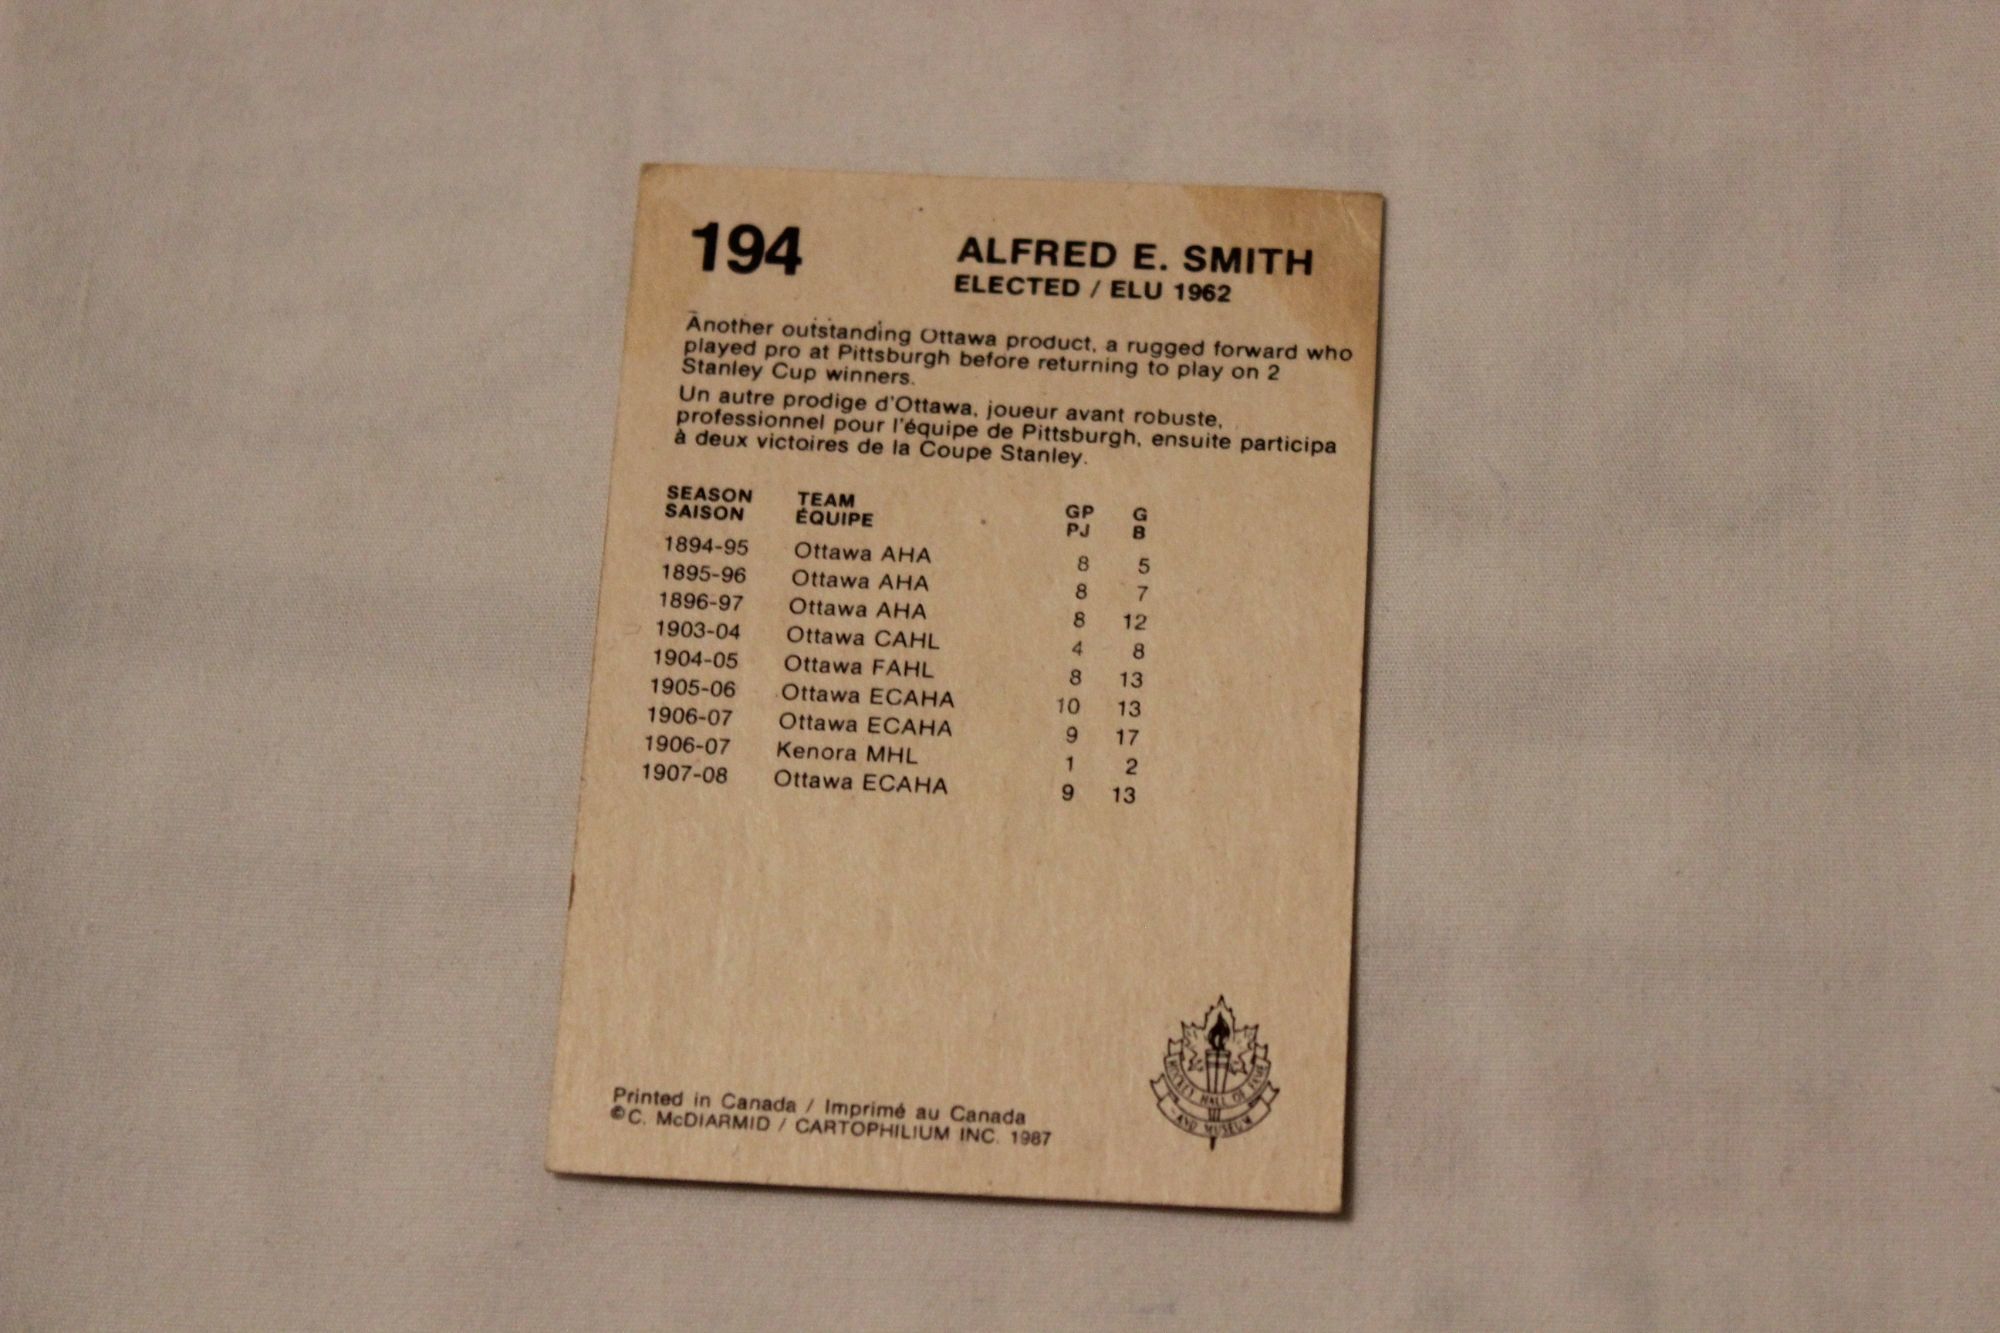 194
ALFRED E. SMITH
ELECTED / ELU 1962
Another outstanding Ottawa product, a rugged forward who
played pro at Pittsburgh before returning to play on 2
Stanley Cup winners.
Un autre prodige d'Ottawa, joueur avant robuste,
professionnel pour l'équipe de Pittsburgh, ensuite participa
à deux victoires de la Coupe Stanley.
SEASON TEAM GP G
SAISON ÉQUIPE PJ B
1894-95 Ottawa AHA 8 5
1895-96 Ottawa AHA 8 7
1896-97 Ottawa AHA 8 12
1903-04 Ottawa CAHL 4 8
1904-05 Ottawa FAHL 8 13
1905-06 Ottawa ECAHA 10 13
1906-07 Ottawa ECAHA 9 17
1906-07 Kenora MHL 1 2
1907-08 Ottawa ECAHA 9 13
HOCKEY HALL OF FAME
AND MUSEUM
Printed in Canada / Imprimé au Canada
©C. McDIARMID / CARTOPHILIUM INC. 1987